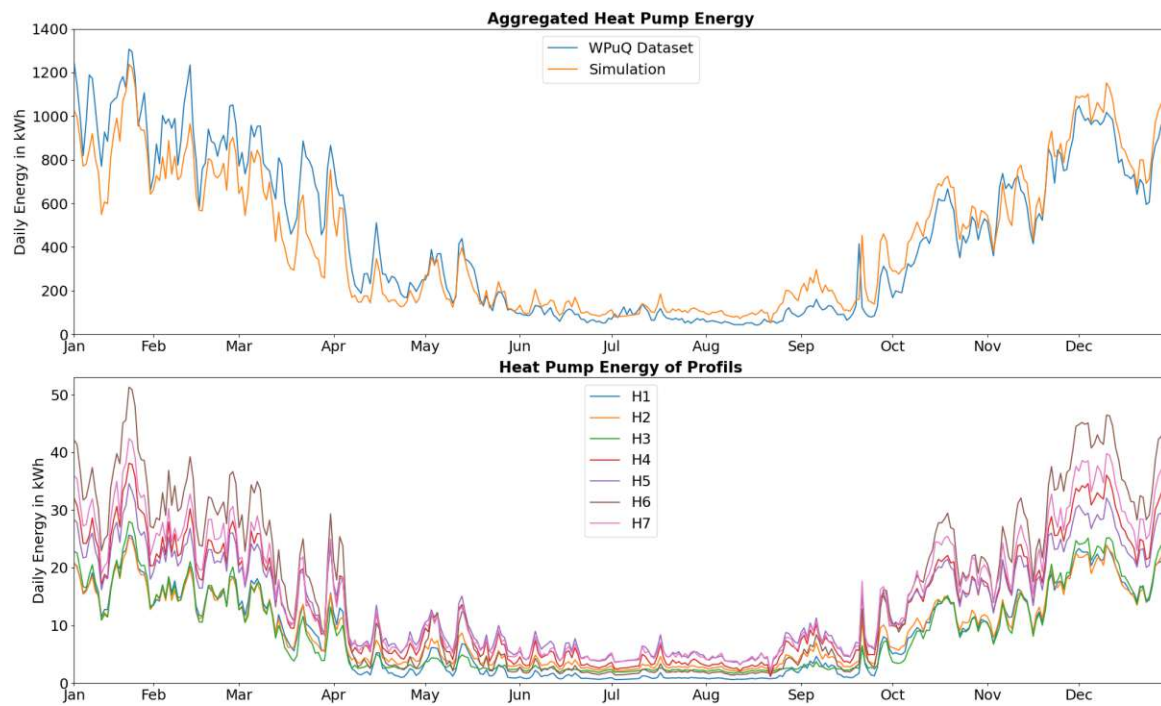 Aggregated Heat Pump Energy
1400
1200
1000
800
600
400
200
0
Daily Energy in kWh
WPuQ Dataset
Simulation
Jan Feb Mar Apr May Jun Jul Aug Sep Oct Nov Dec
Heat Pump Energy of Profils
50
40
30
20
10
0
Daily Energy in kWh
H1
H2
H3
H4
H5
H6
H7
Jan Feb Mar Apr May Jun Jul Aug Sep Oct Nov Dec